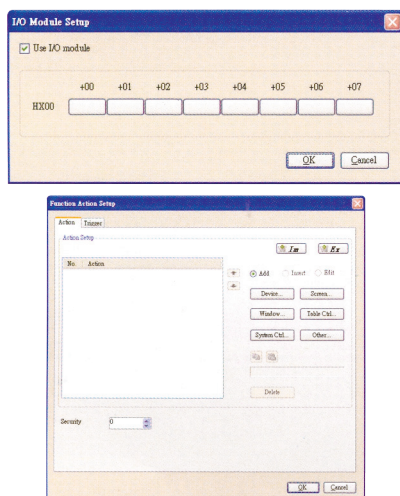 I/O Module Setup
Use I/O module
+00 +01 +02 +03 +04 +05 +06 +07
HX00
OK Cancel
Function Action Setup
Action Trigger
Action Setup
Im Ex
No. Action
Add Insert Edit
Device... Screen...
Window... Table Ctrl...
System Ctrl... Other...
Delete
Security 0
OK Cancel